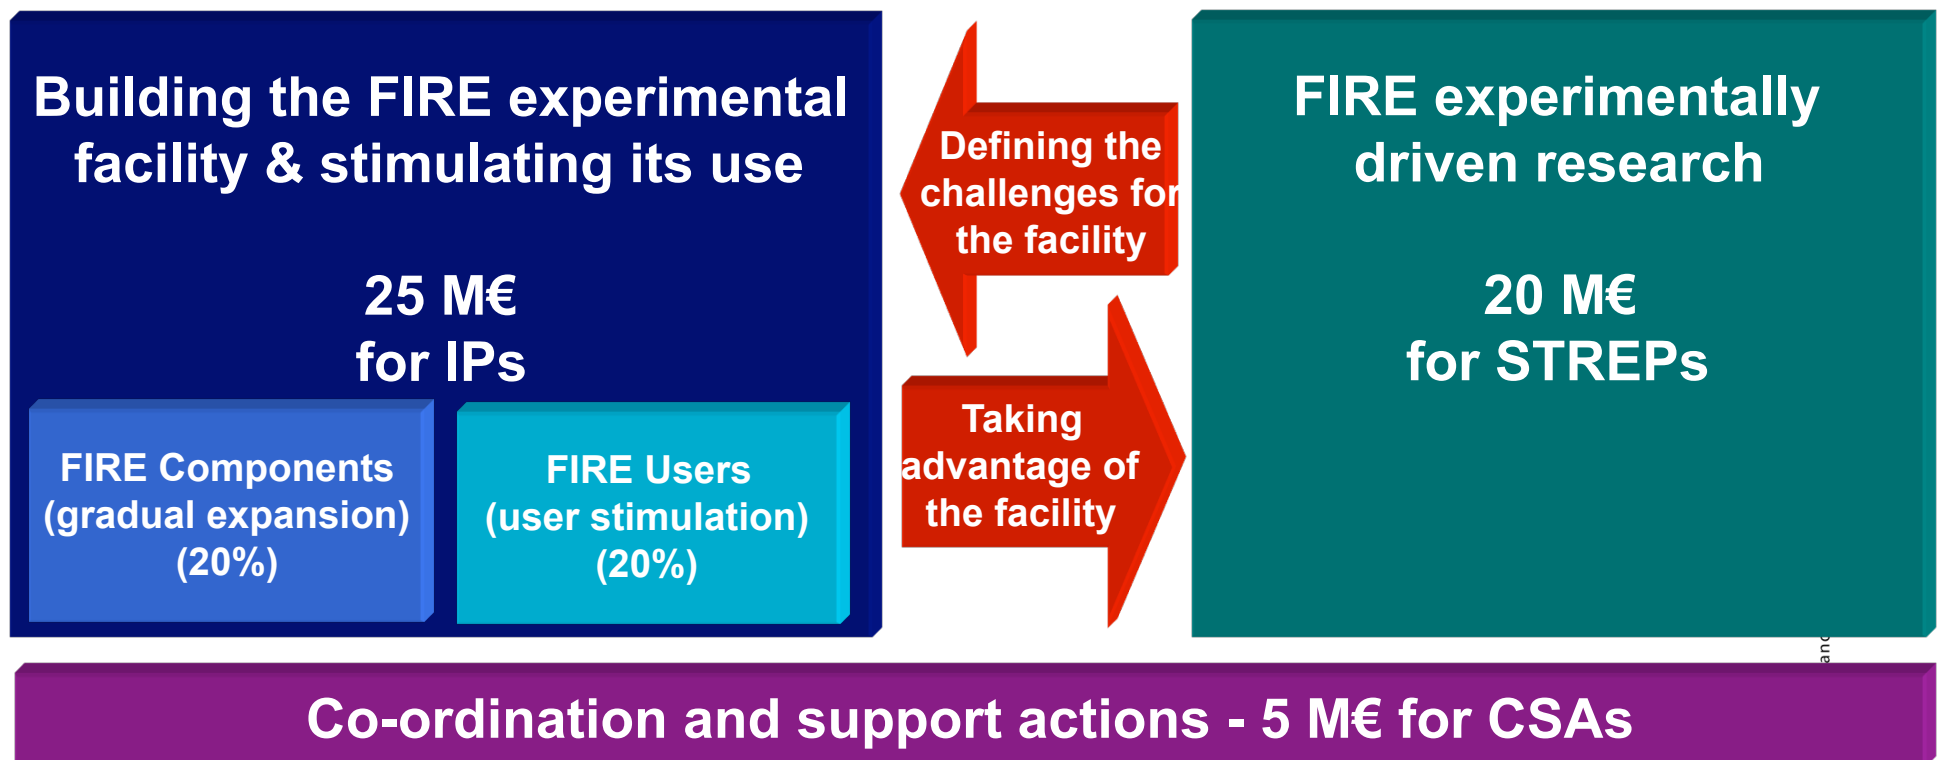 Building the FIRE experimental
facility & stimulating its use
25 M€
for IPs
FIRE Components
(gradual expansion)
(20%)
FIRE Users
(user stimulation)
(20%)
Defining the
challenges for
the facility
Taking
advantage of
the facility
FIRE experimentally
driven research
20 M€
for STREPs
Co-ordination and support actions - 5 M€ for CSAs